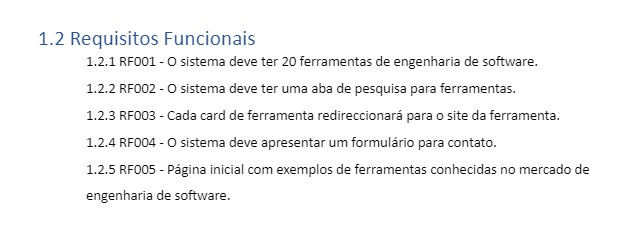 1.2 Requisitos Funcionais
1.2.1 RF001 - O sistema deve ter 20 ferramentas de engenharia de software.
1.2.2 RF002 - O sistema deve ter uma aba de pesquisa para ferramentas.
1.2.3 RF003 - Cada card de ferramenta redireccionará para o site da ferramenta.
1.2.4 RF004 - O sistema deve apresentar um formulário para contato.
1.2.5 RF005 - Página inicial com exemplos de ferramentas conhecidas no mercado de
engenharia de software.